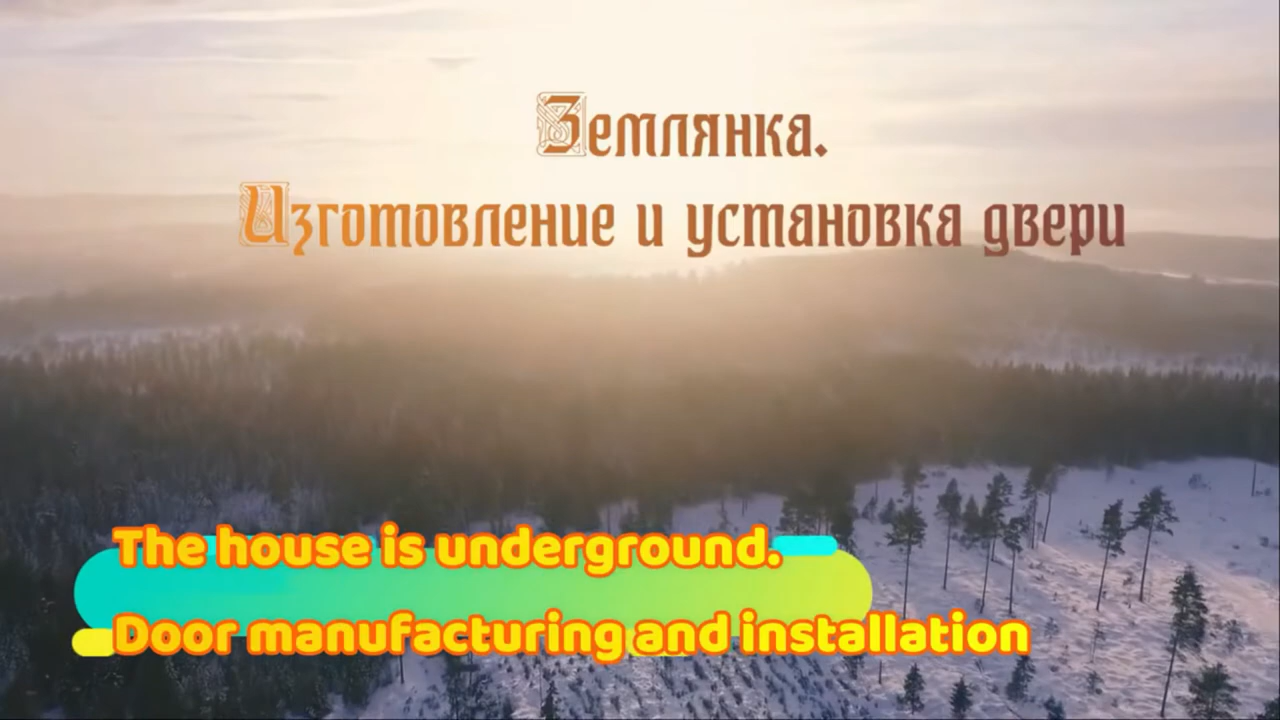 Землянка.
Изготовление и установка двери
The house is underground.
Door manufacturing and installation